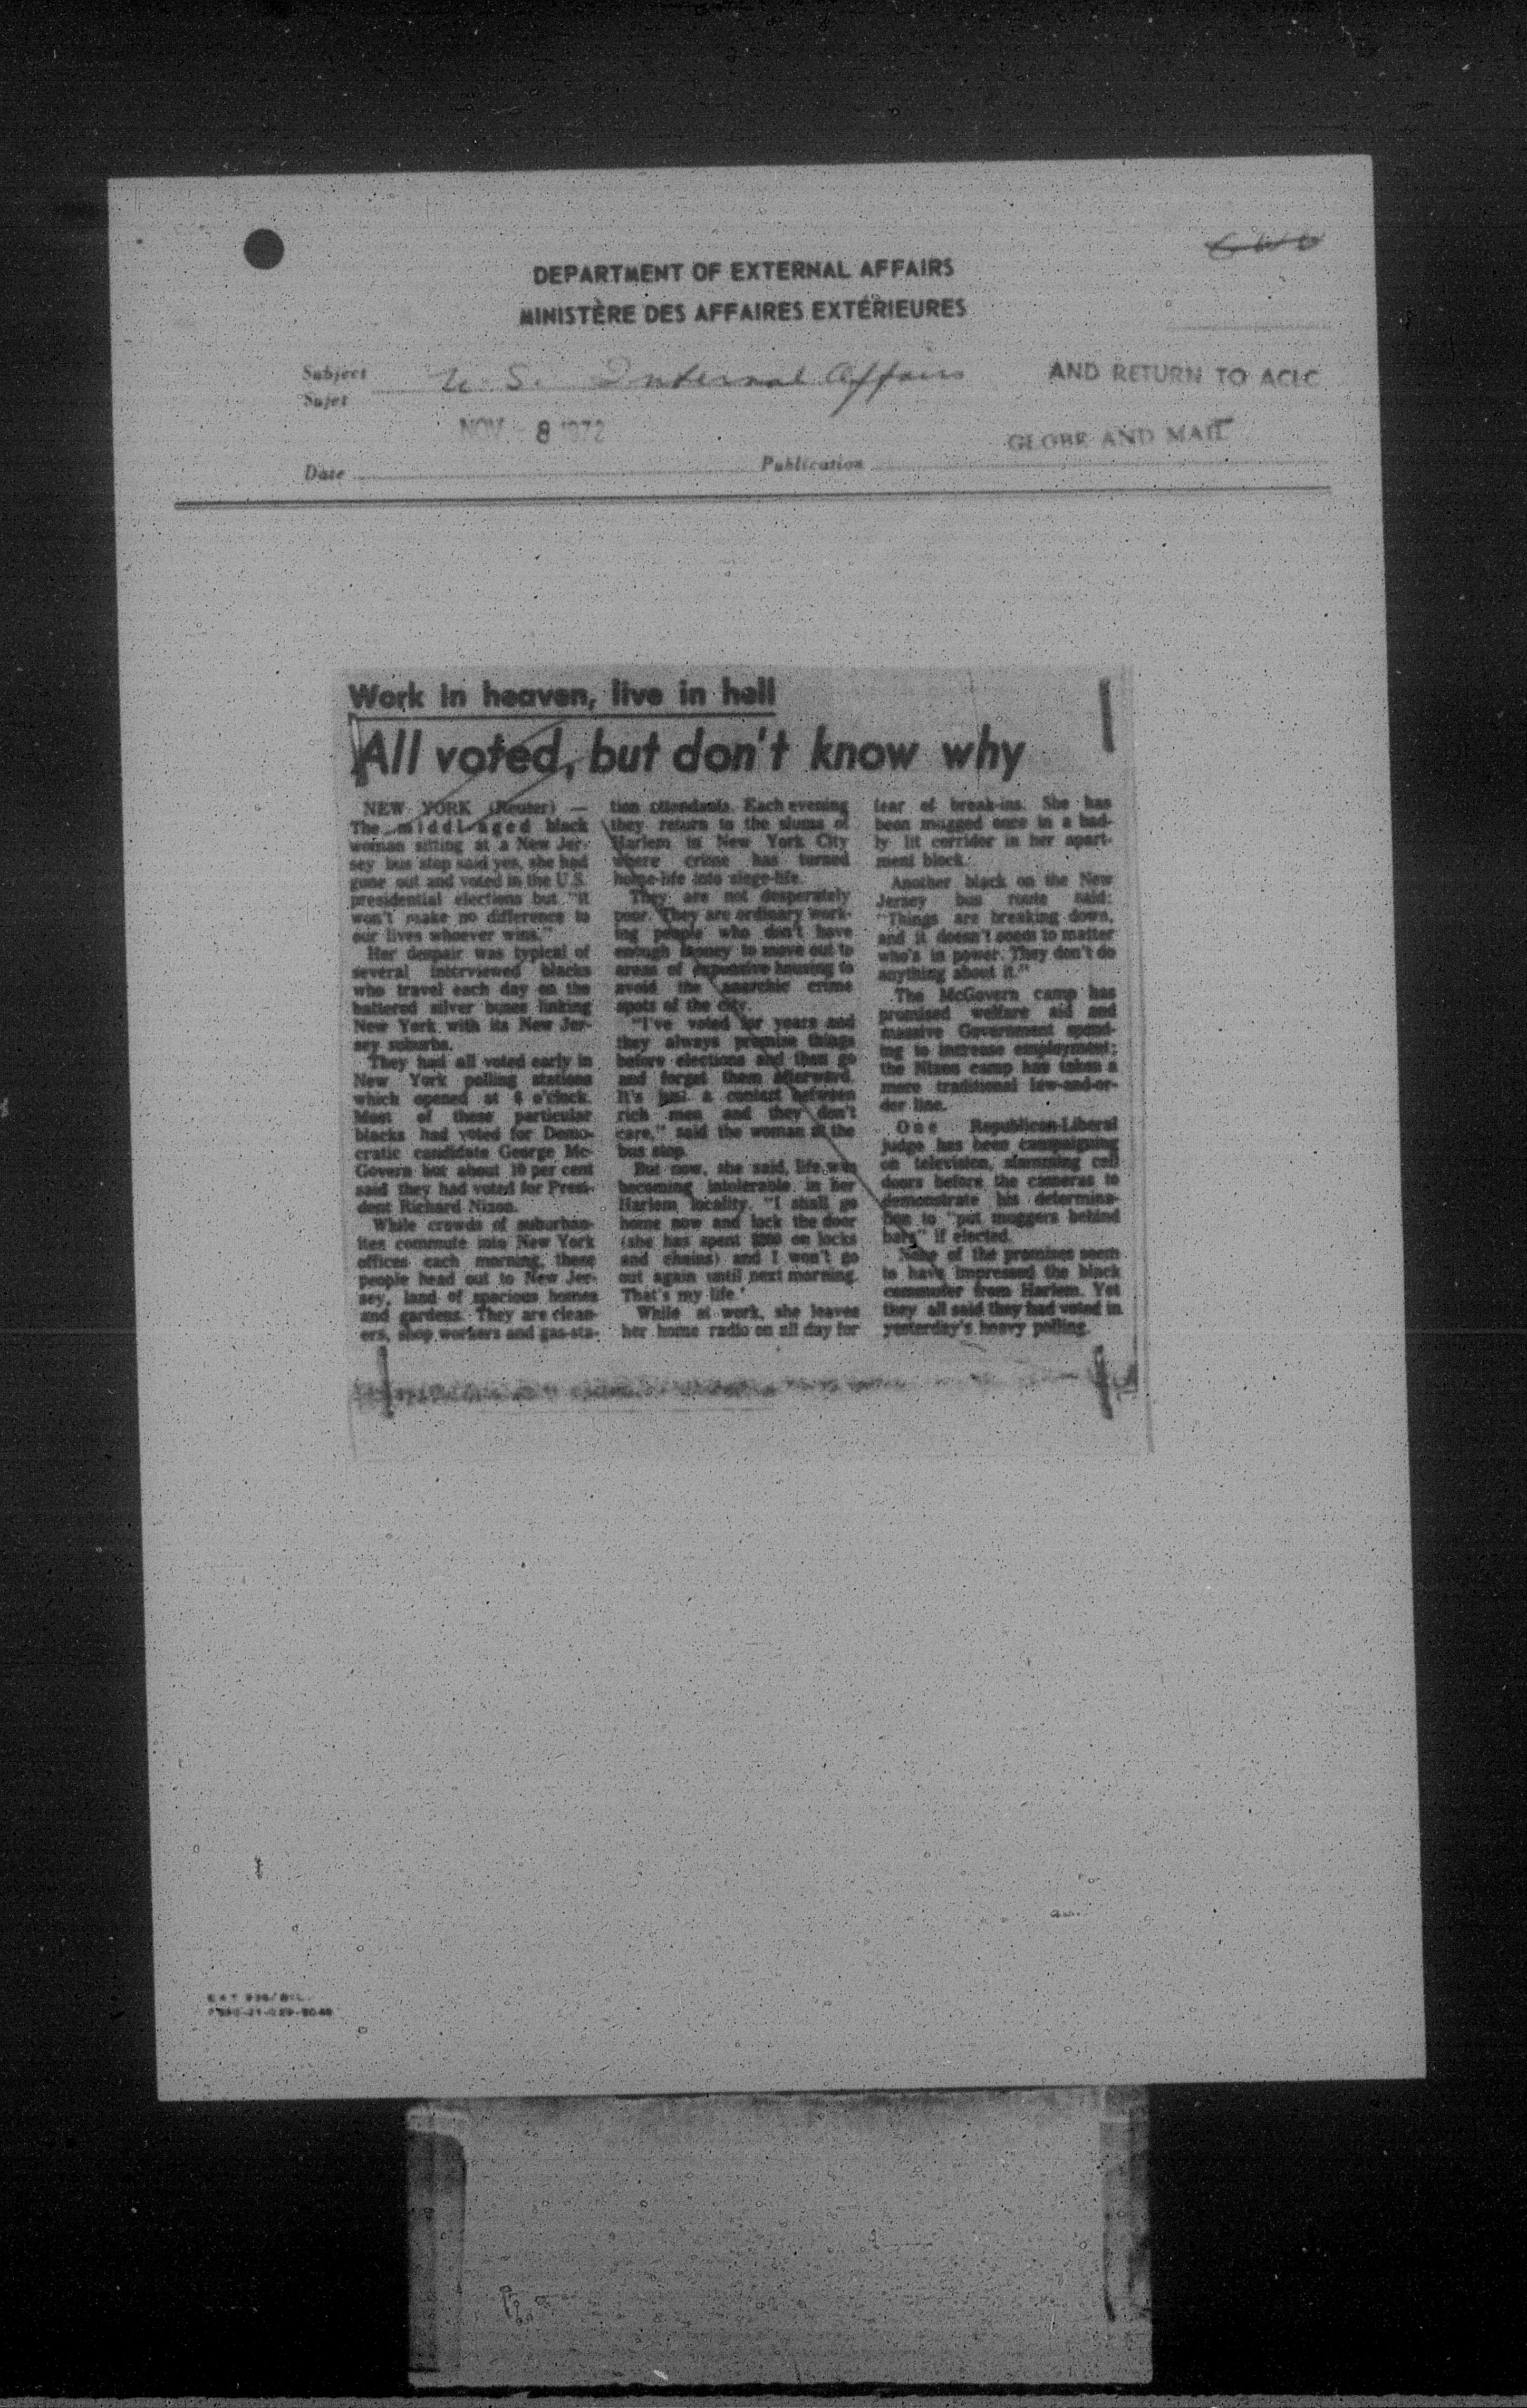 DEPARTMENT OF EXTERNAL AFFAIRS
MINISTÈRE DES AFFAIRES EXTÉRIEURES
Subject U.S. Internal Affairs
Sujet
AND RETURN TO ACLC
NOV - 8 1972
GLOBE AND MAIL
Date
Publication
Work in heaven, live in hell
All voted, but don't know why
NEW YORK (Reuter) —
The middl-aged black
woman sitting at a New Jer-
sey bus stop said yes, she had
gone out and voted in the U.S.
presidential elections but "it
won't make no difference to
our lives whoever wins."
Her despair was typical of
several interviewed blacks
who travel each day on the
battered silver buses linking
New York with its New Jer-
sey suburbs.
They had all voted early in
New York polling stations
which opened at o'clock.
Most of these particular
blacks had voted for Demo-
cratic candidate George Mc-
Govern but about 10 per cent
said they had voted for Presi-
dent Richard Nixon.
While crowds of suburban-
ites commute into New York
offices each morning, these
people head out to New Jer-
sey, land of spacious homes
and gardens. They are clean-
ers, shop workers and gas-sta-
tion attendants. Each evening
they return to the slums of
Harlem in New York City
where crime has turned
home-life into siege-life.
They are not desperately
poor. They are ordinary work-
ing people who don't have
enough money to move out to
areas of expensive housing to
avoid the anarchic crime
spots of the city.
"I've voted for years and
they always promise things
before elections and then go
and forget them afterward.
It's just a contest between
rich men and they don't
care," said the woman at the
bus stop.
But now, she said, life was
becoming intolerable in her
Harlem locality. "I shall go
home now and lock the door
(she has spent on locks
and chains) and I won't go
out again until next morning.
That's my life.'
While at work, she leaves
her home radio on all day for
fear of break-ins. She has
been mugged once in a bad-
ly lit corridor in her apart-
ment block.
Another black on the New
Jersey bus route said:
"Things are breaking down,
and it doesn't seem to matter
who's in power. They don't do
anything about it."
The McGovern camp has
promised welfare aid and
massive Government spend-
ing to increase employment;
the Nixon camp has taken a
more traditional law-and-or-
der line.
One Republican-Liberal
judge has been campaigning
on television, slamming cell
doors before the cameras to
demonstrate his determina-
tion to "put muggers behind
bars" if elected.
None of the promises seem
to have impressed the black
commuter from Harlem. Yet
they all said they had voted in
yesterday's heavy polling.